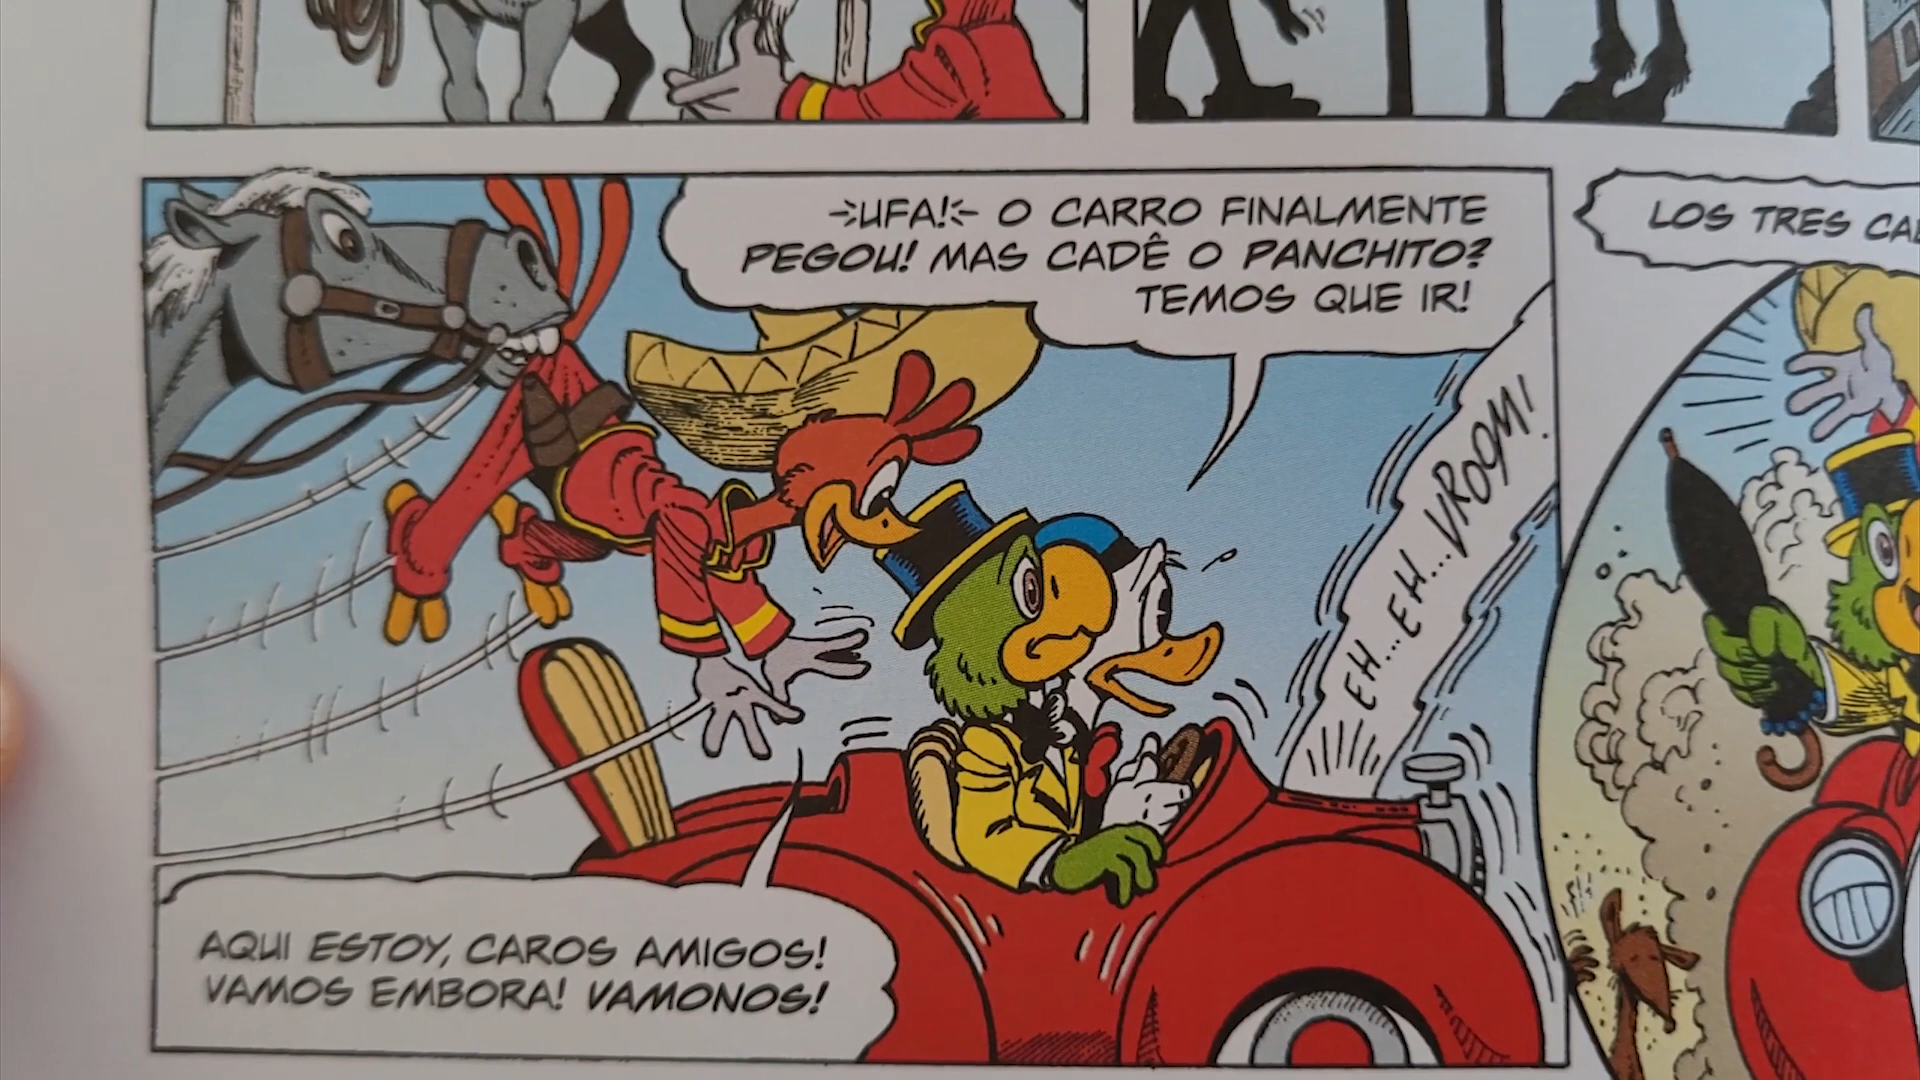 UFA! O CARRO FINALMENTE
PEGOU! MAS CADÊ O PANCHITO?
TEMOS QUE IR!
EH...EH...VROOM!
AQUI ESTOY, CAROS AMIGOS!
VAMOS EMBORA! VAMONOS!
LOS TRES